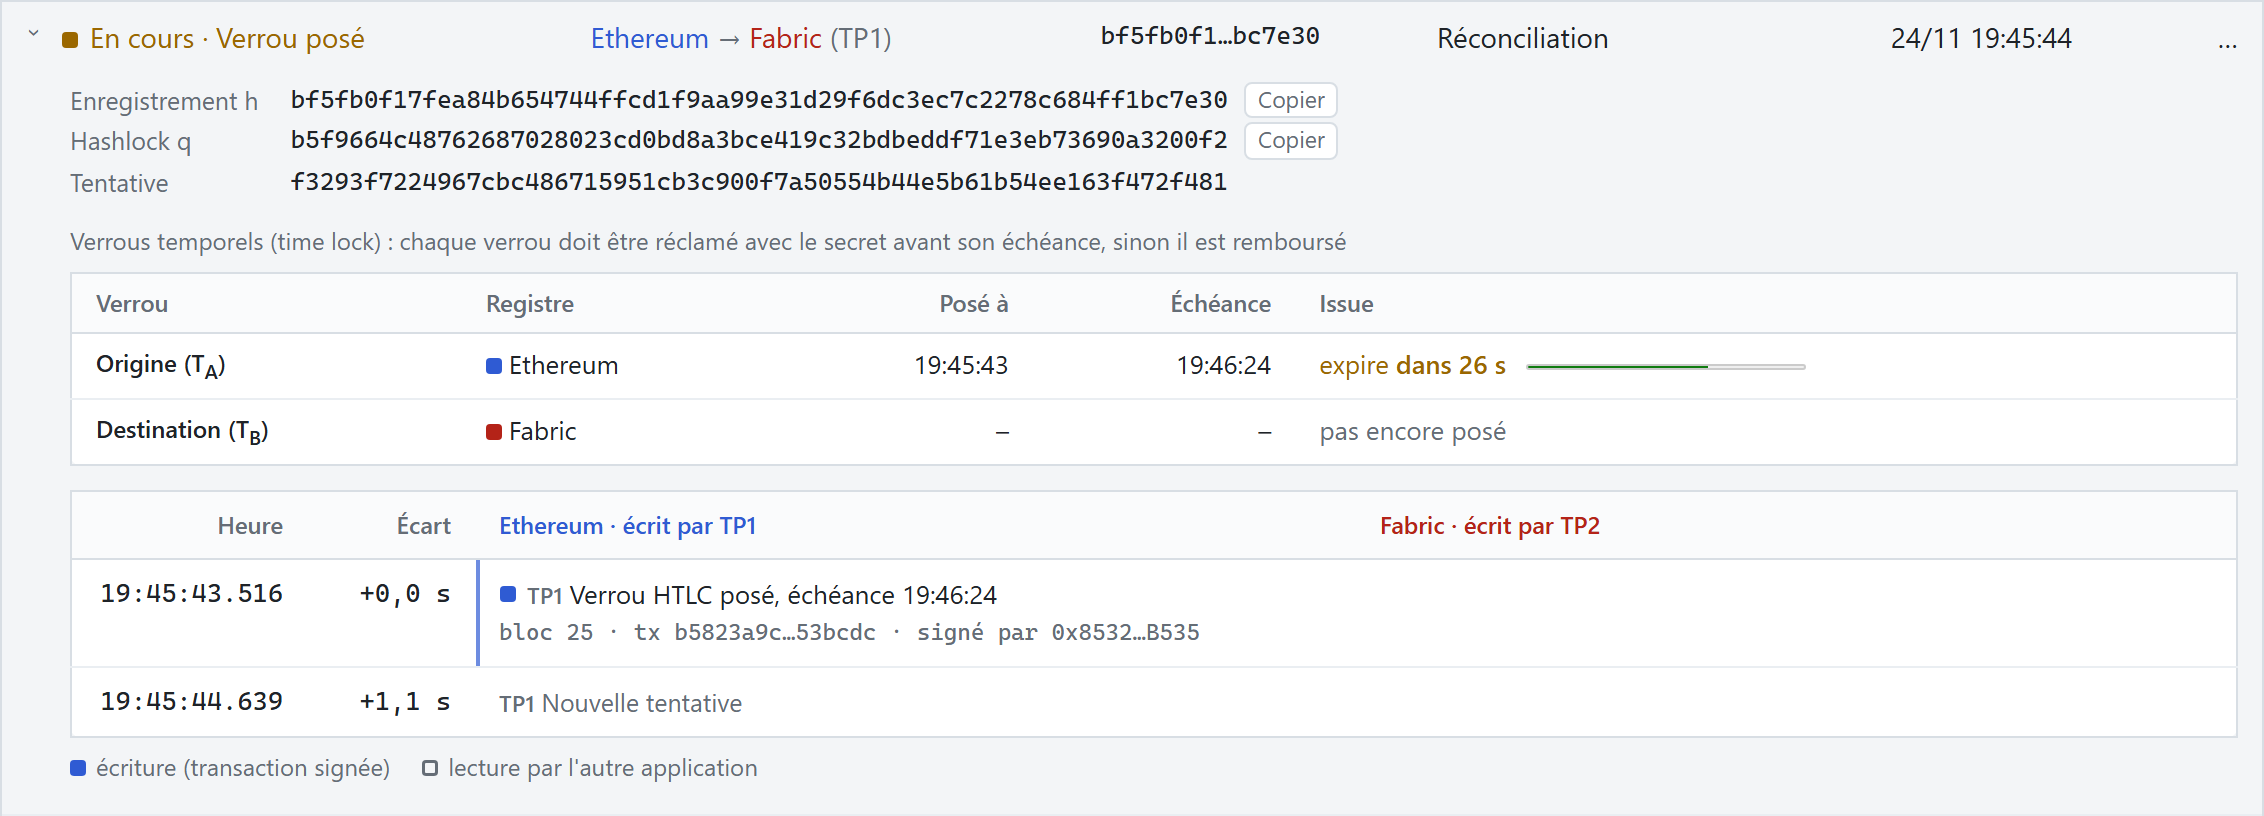 En cours · Verrou posé Ethereum → Fabric (TP1) bf5fb0f1…bc7e30 Réconciliation 24/11 19:45:44 …
Enregistrement h bf5fb0f17fea84b654744ffcd1f9aa99e31d29f6dc3ec7c2278c684ff1bc7e30 Copier
Hashlock q b5f9664c48762687028023cd0bd8a3bce419c32bdbeddf71e3eb73690a3200f2 Copier
Tentative f3293f7224967cbc486715951cb3c900f7a50554b44e5b61b54ee163f472f481
Verrous temporels (time lock) : chaque verrou doit être réclamé avec le secret avant son échéance, sinon il est remboursé
Verrou Registre Posé à Échéance Issue
Origine (TA) Ethereum 19:45:43 19:46:24 expire dans 26 s
Destination (TB) Fabric – – pas encore posé
Heure Écart Ethereum · écrit par TP1 Fabric · écrit par TP2
19:45:43.516 +0,0 s TP1 Verrou HTLC posé, échéance 19:46:24
bloc 25 · tx b5823a9c…53bcdc · signé par 0x8532…B535
19:45:44.639 +1,1 s TP1 Nouvelle tentative
écriture (transaction signée) lecture par l'autre application